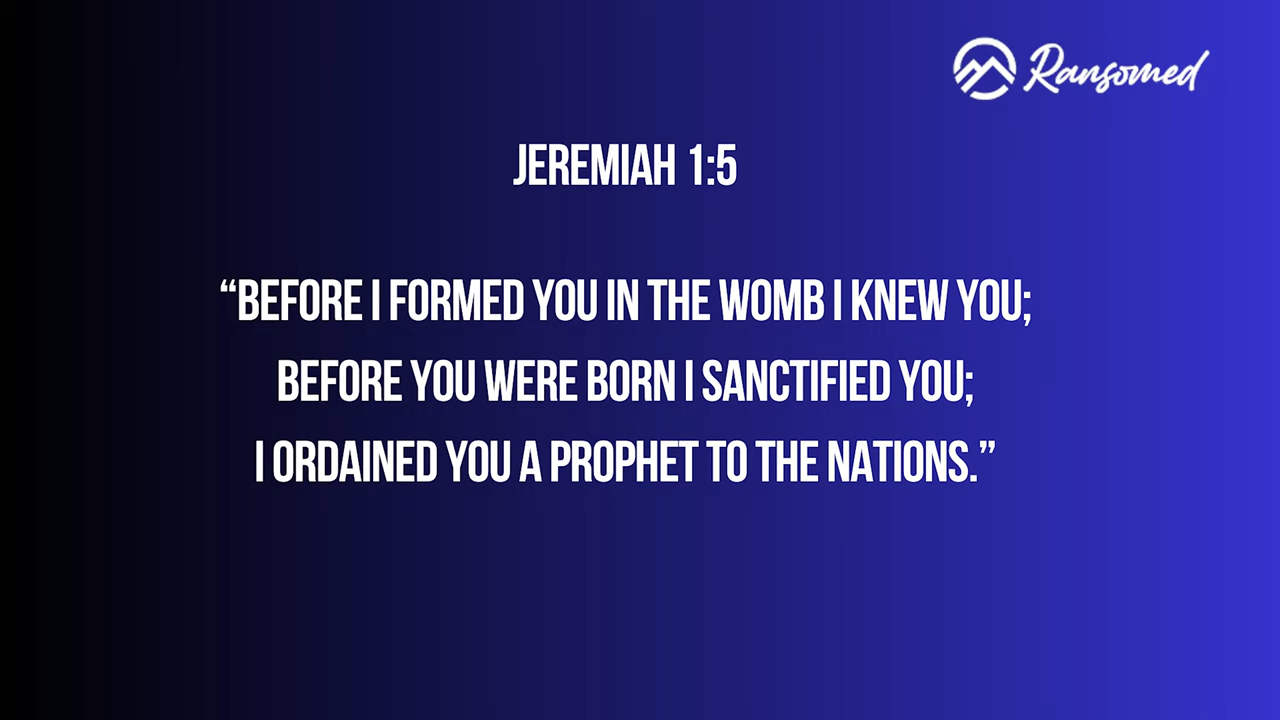 Ransomed
JEREMIAH 1:5
“BEFORE I FORMED YOU IN THE WOMB I KNEW YOU;
BEFORE YOU WERE BORN I SANCTIFIED YOU;
I ORDAINED YOU A PROPHET TO THE NATIONS.”